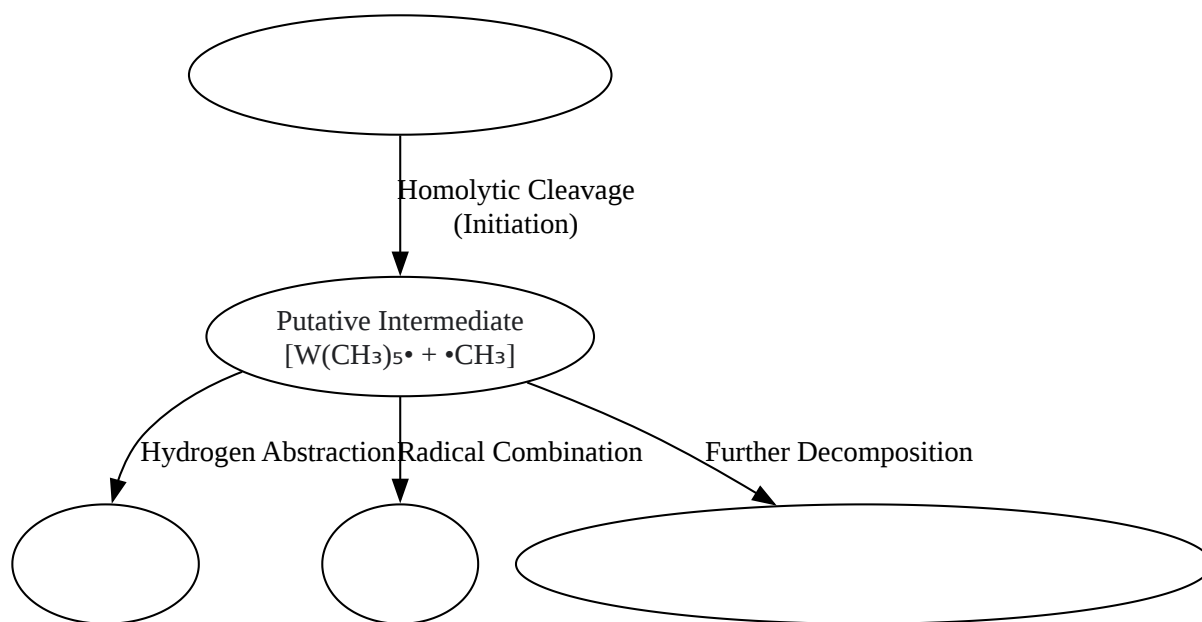 Homolytic Cleavage
(Initiation)
Putative Intermediate
[W(CH₃)₅• + •CH₃]
Hydrogen Abstraction
Radical Combination
Further Decomposition